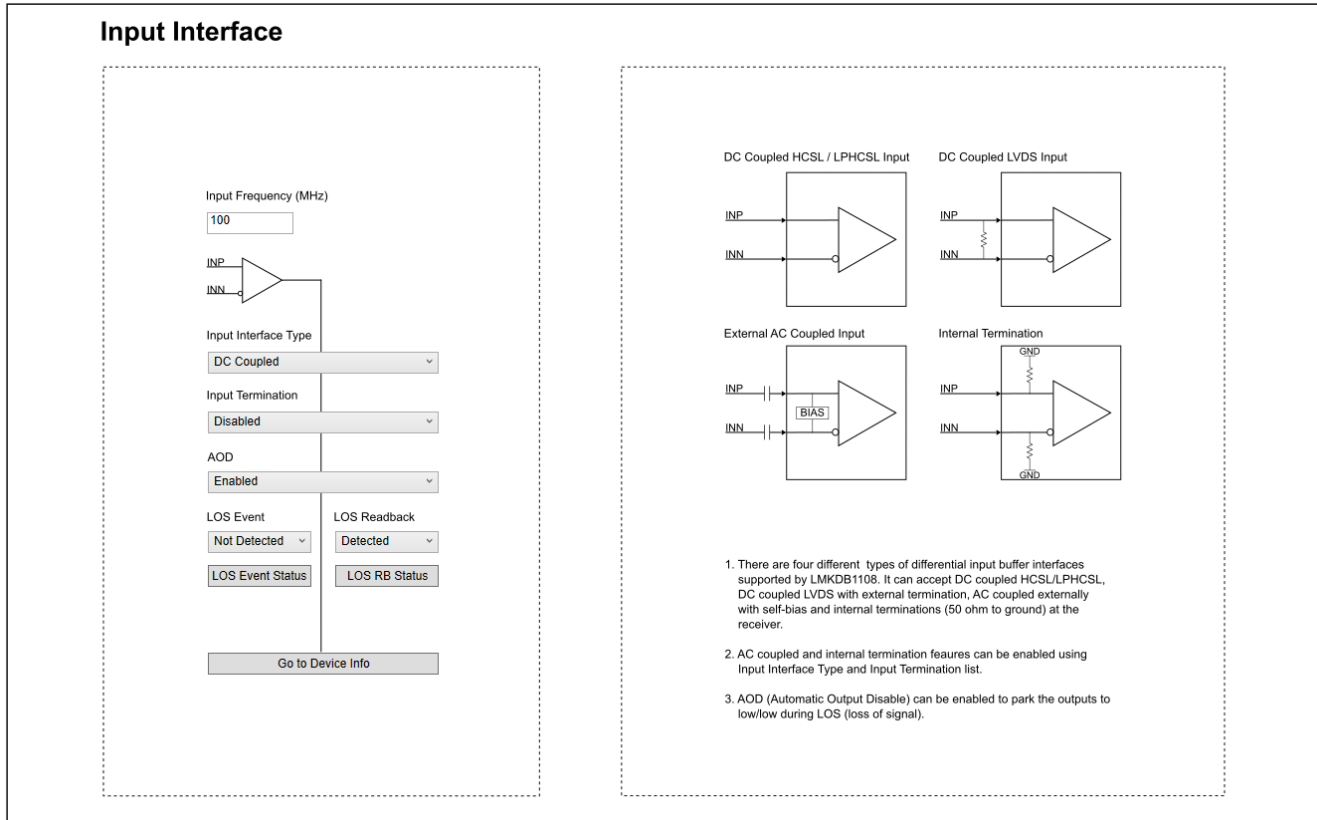 Input Interface
Input Frequency (MHz)
100
INP
INN
Input Interface Type
DC Coupled
Input Termination
Disabled
AOD
Enabled
LOS Event
LOS Readback
Not Detected
Detected
LOS Event Status
LOS RB Status
Go to Device Info
DC Coupled HCSL / LPHCSL Input
INP
INN
DC Coupled LVDS Input
INP
INN
External AC Coupled Input
INP
BIAS
INN
Internal Termination
GND
INP
INN
GND
1. There are four different types of differential input buffer interfaces
supported by LMKDB1108. It can accept DC coupled HCSL/LPHCSL,
DC coupled LVDS with external termination, AC coupled externally
with self-bias and internal terminations (50 ohm to ground) at the
receiver.
2. AC coupled and internal termination feaures can be enabled using
Input Interface Type and Input Termination list.
3. AOD (Automatic Output Disable) can be enabled to park the outputs to
low/low during LOS (loss of signal).